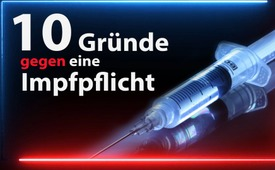 10 Gründe
gegen eine
Impfpflicht